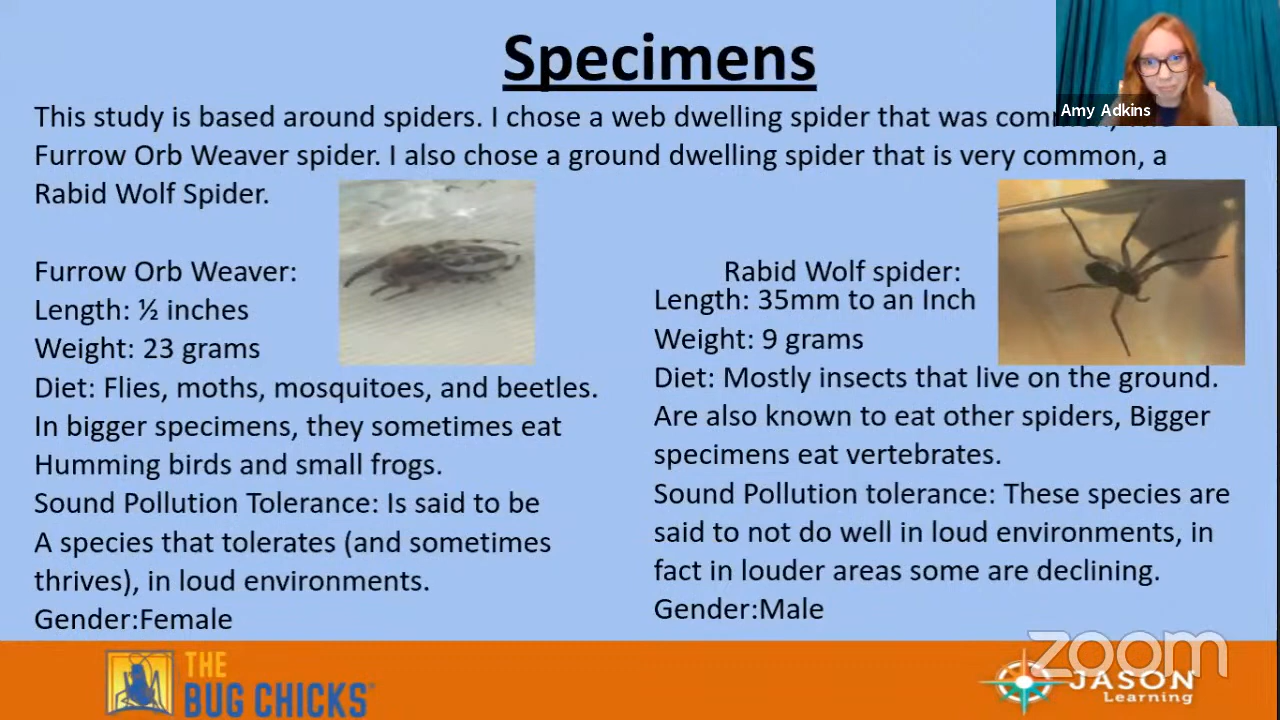 Specimens
This study is based around spiders. I chose a web dwelling spider that was com
Furrow Orb Weaver spider. I also chose a ground dwelling spider that is very common, a
Rabid Wolf Spider.
Amy Adkins
Furrow Orb Weaver:
Length: ½ inches
Weight: 23 grams
Diet: Flies, moths, mosquitoes, and beetles.
In bigger specimens, they sometimes eat
Humming birds and small frogs.
Sound Pollution Tolerance: Is said to be
A species that tolerates (and sometimes
thrives), in loud environments.
Gender:Female
Rabid Wolf spider:
Length: 35mm to an Inch
Weight: 9 grams
Diet: Mostly insects that live on the ground.
Are also known to eat other spiders, Bigger
specimens eat vertebrates.
Sound Pollution tolerance: These species are
said to not do well in loud environments, in
fact in louder areas some are declining.
Gender:Male
THE
BUG CHICKS
zoom
JASON
Learning